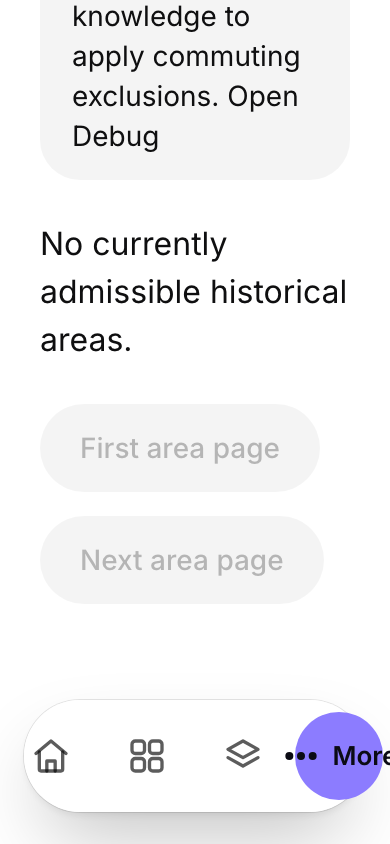 knowledge to
apply commuting
exclusions. Open
Debug
No currently
admissible historical
areas.
First area page
Next area page
More